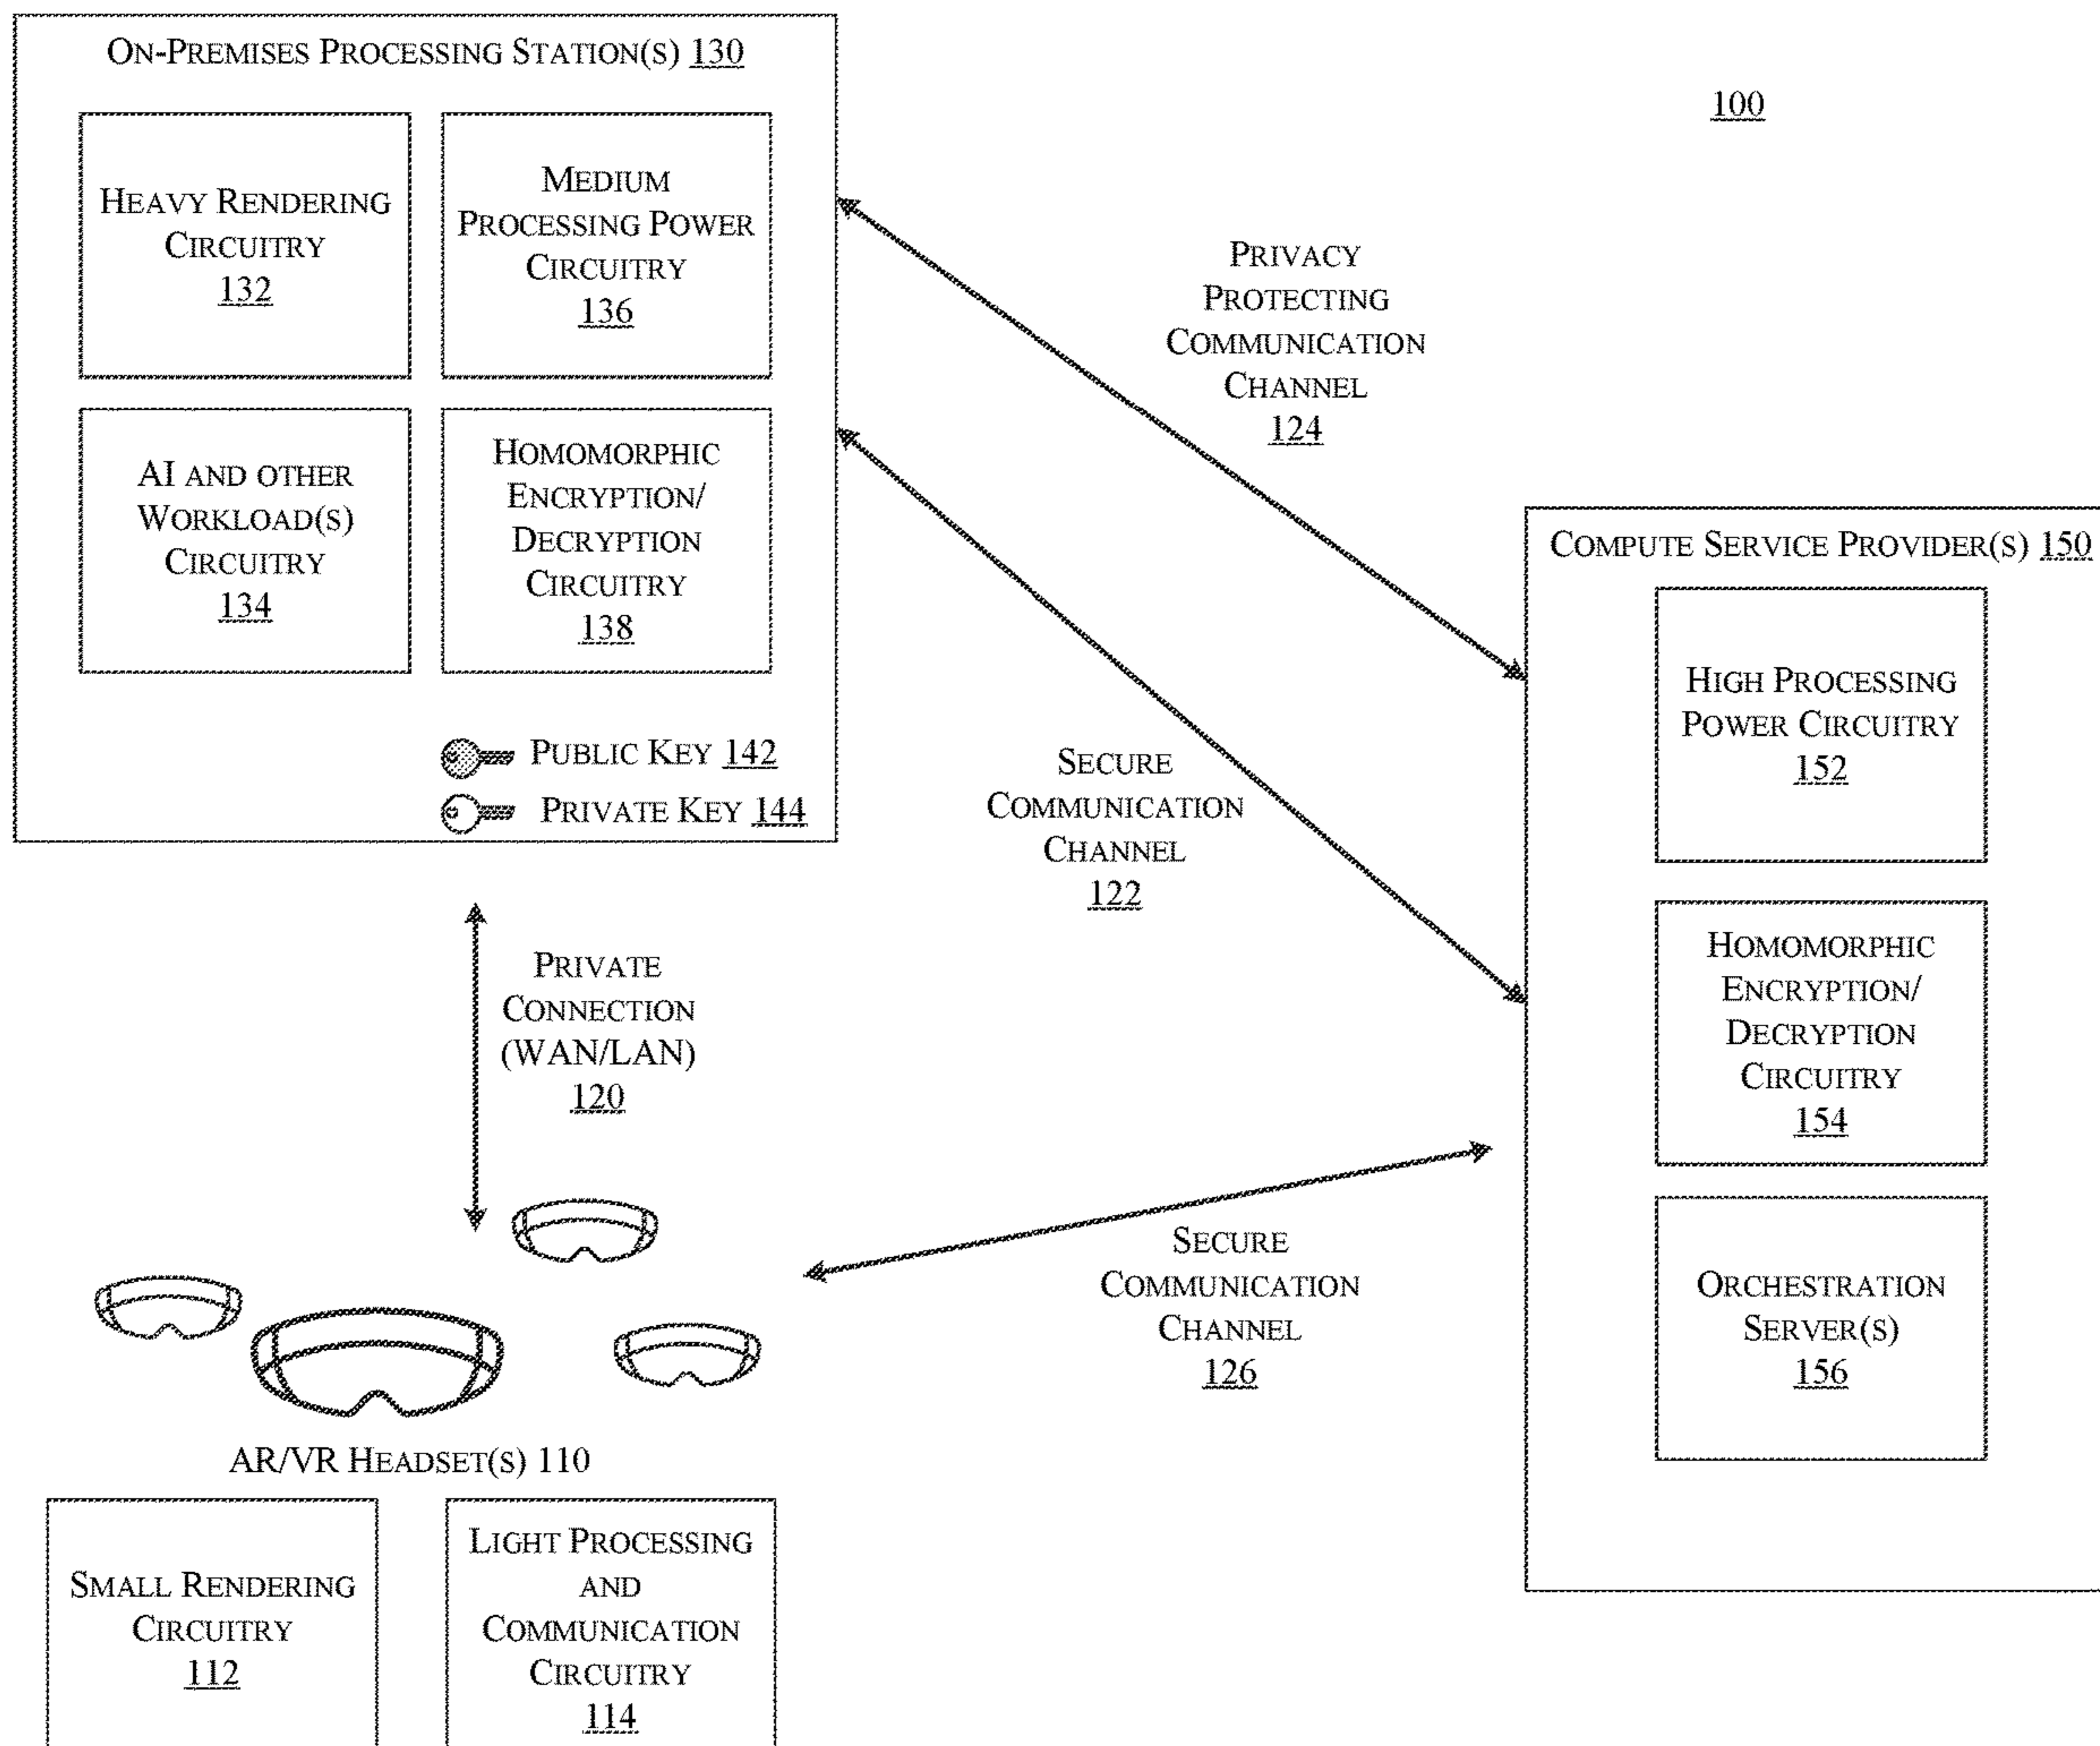 ON-PREMISES PROCESSING STATION(S) 130
HEAVY RENDERING
CIRCUITRY
132
MEDIUM
PROCESSING POWER
CIRCUITRY
136
AI AND OTHER
WORKLOAD(S)
CIRCUITRY
134
HOMOMORPHIC
ENCRYPTION/
DECRYPTION
CIRCUITRY
138
PUBLIC KEY 142
PRIVATE KEY 144
100
PRIVACY
PROTECTING
COMMUNICATION
CHANNEL
124
SECURE
COMMUNICATION
CHANNEL
122
COMPUTE SERVICE PROVIDER(S) 150
HIGH PROCESSING
POWER CIRCUITRY
152
HOMOMORPHIC
ENCRYPTION/
DECRYPTION
CIRCUITRY
154
ORCHESTRATION
SERVER(S)
156
PRIVATE
CONNECTION
(WAN/LAN)
120
SECURE
COMMUNICATION
CHANNEL
126
AR/VR HEADSET(S) 110
SMALL RENDERING
CIRCUITRY
112
LIGHT PROCESSING
AND
COMMUNICATION
CIRCUITRY
114